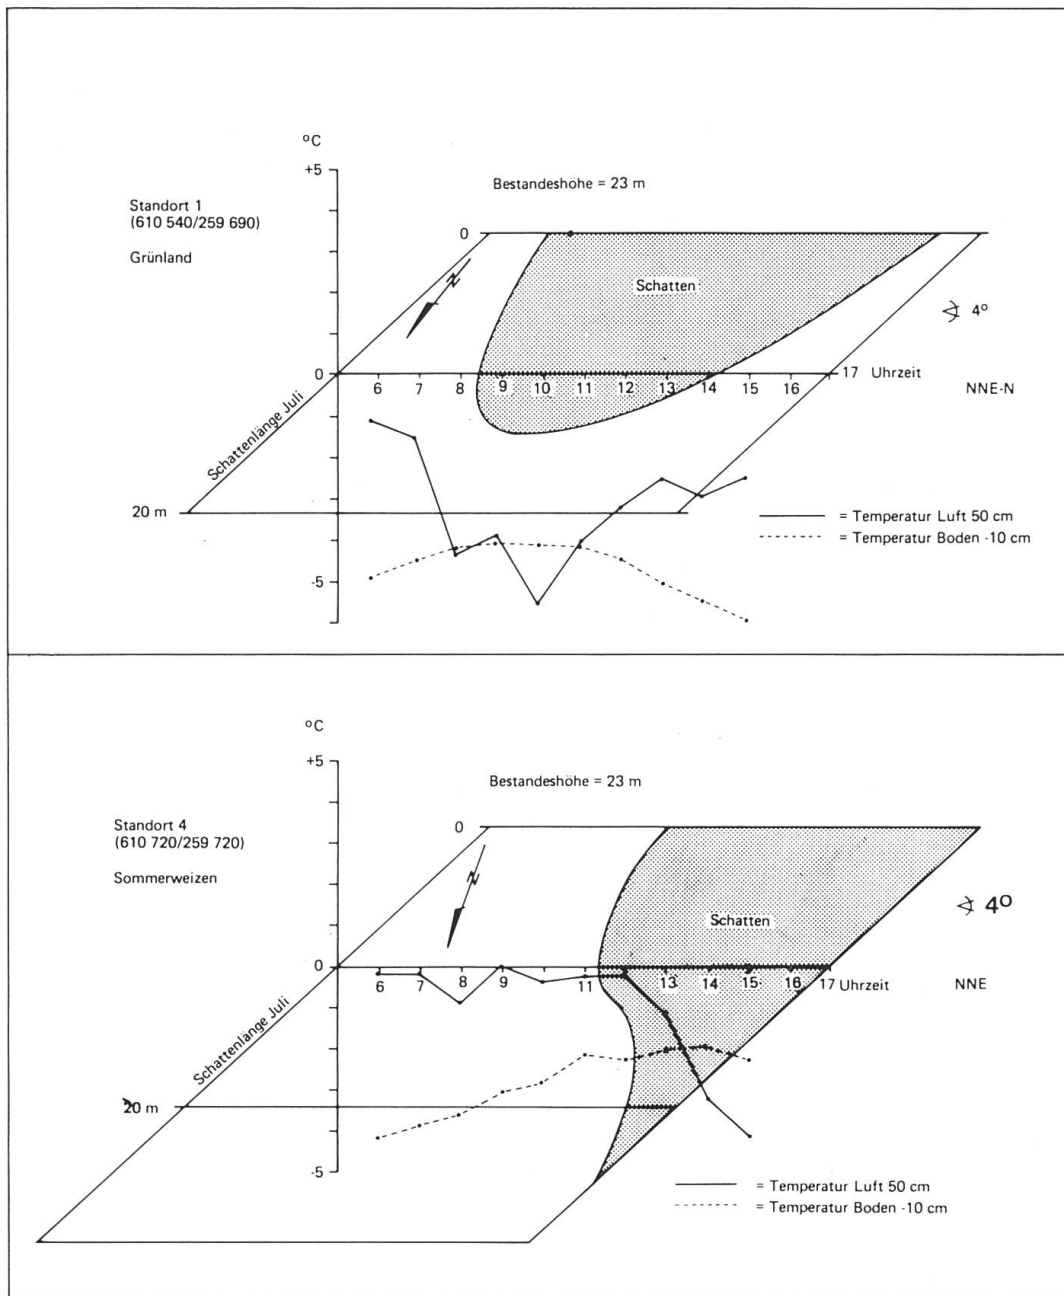 °C
+5
Bestandeshöhe = 23 m
Standort 1
(610 540/259 690)
Grünland
0
N
Schatten
4°
0
6 7 8 9 10 11 12 13 14 15 16 17 Uhrzeit
NNE-N
Schattenlänge Juli
20 m
= Temperatur Luft 50 cm
= Temperatur Boden -10 cm
-5
°C
+5
Bestandeshöhe = 23 m
Standort 4
(610 720/259 720)
Sommerweizen
0
N
Schatten
4°
0
6 7 8 9 11 13 14 15 16 17 Uhrzeit
NNE
Schattenlänge Juli
20 m
-5
= Temperatur Luft 50 cm
= Temperatur Boden -10 cm